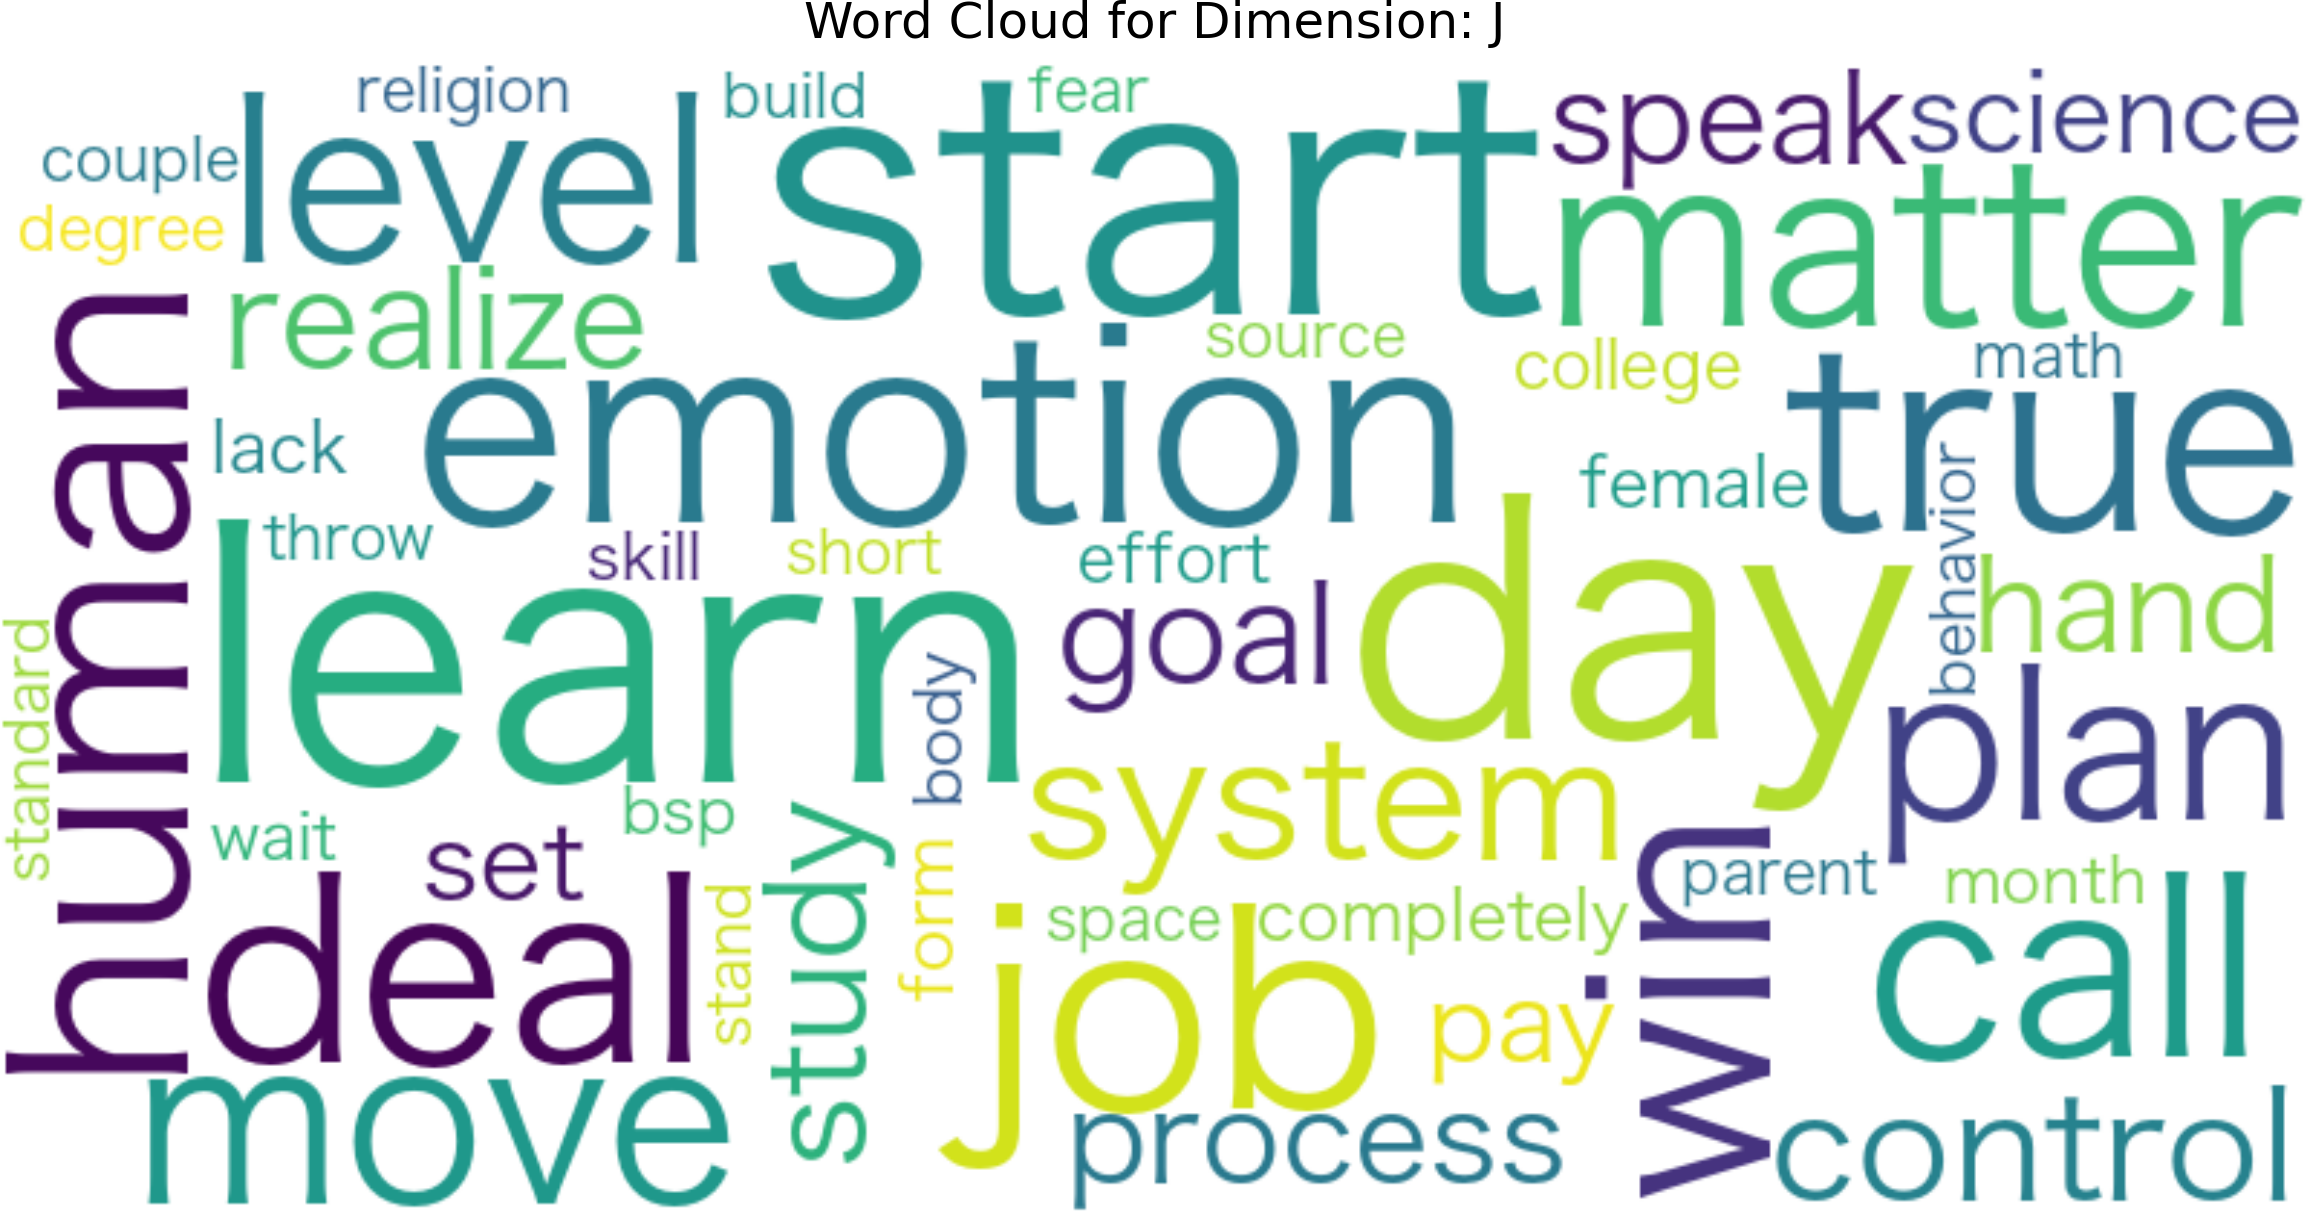 Word Cloud for Dimension: J
religion
build
fear
speak
science
couple
level
start
degree
matter
realize
source
college
math
human
emotion
true
lack
female
behavior
throw
skill
short
effort
learn
goal
day
hand
standard
body
plan
system
bsp
wait
set
study
form
win
parent
month
deal
stand
space
completely
call
job
pay
move
process
control